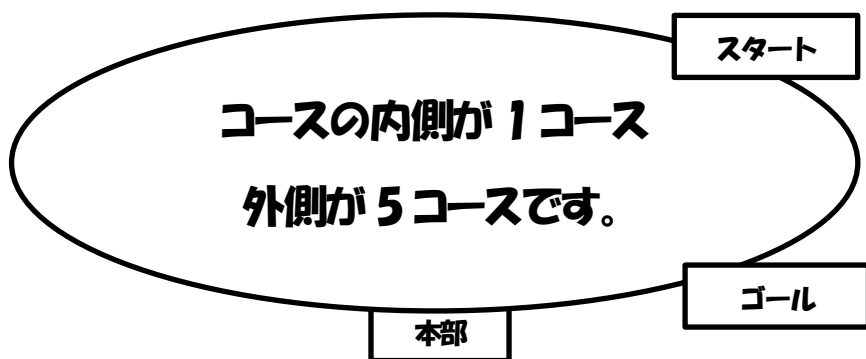 スタート
コースの内側が1コース
外側が5コースです。
ゴール
本部